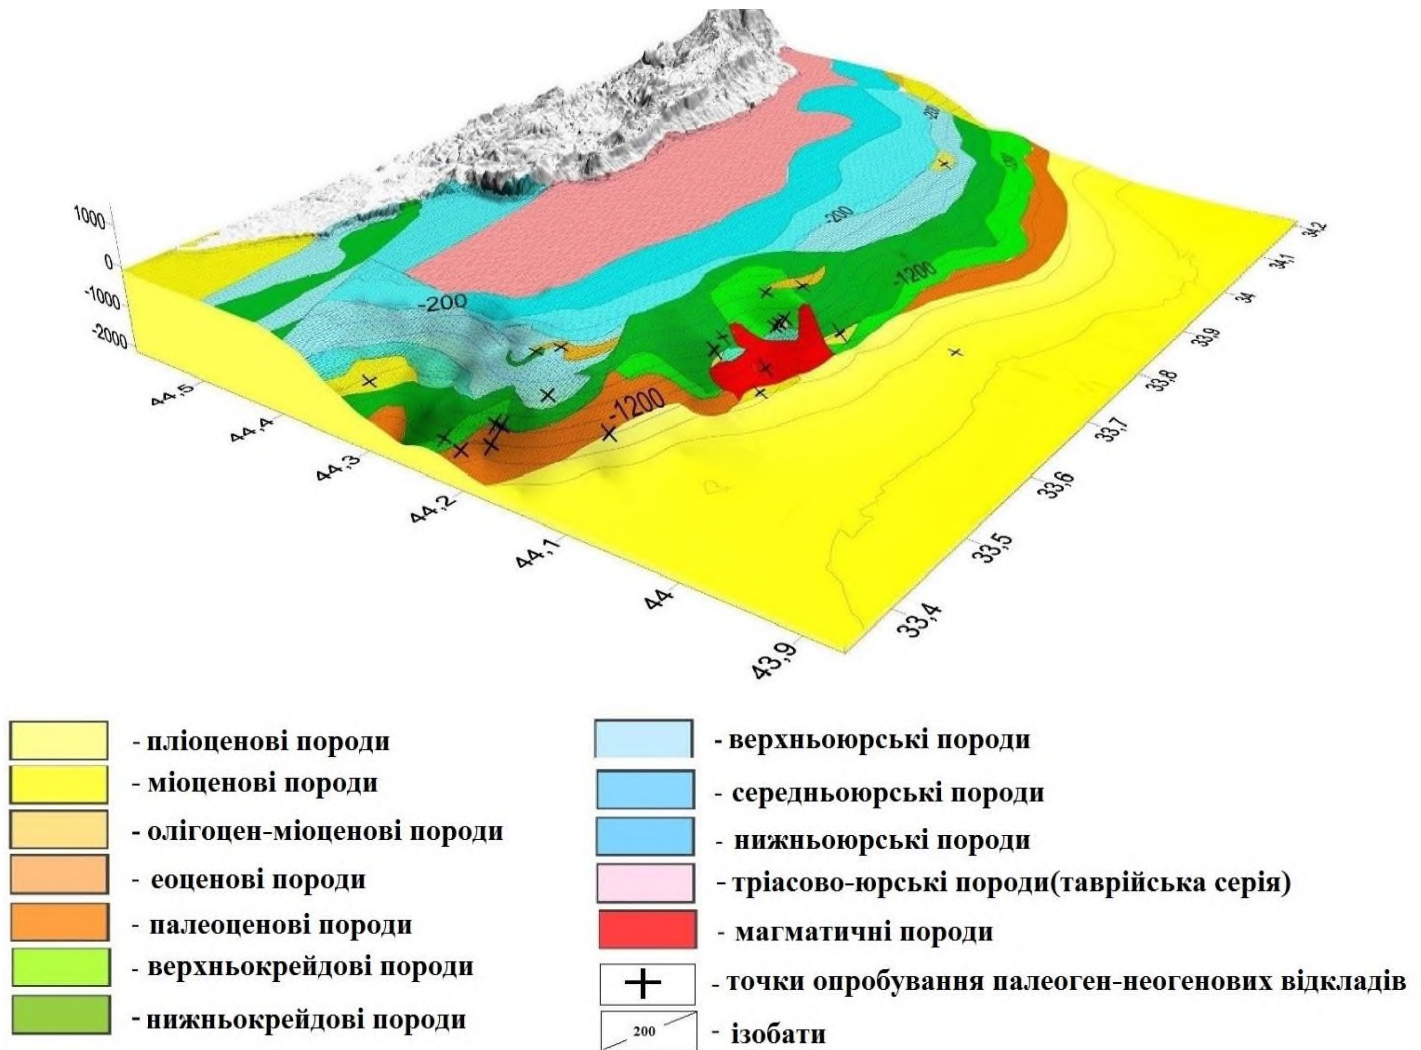 1000
0
-1000
-2000
44,5
44,4
44,3
44,2
44,1
44
43,9
33,4
33,5
33,6
33,7
33,8
33,9
34
34,1
34,2
-200
-200
-200
-1200
-1200
- пліоценові породи
- міоценові породи
- олігоцен-міоценові породи
- еоценові породи
- палеоценові породи
- верхньокрейдові породи
- нижньокрейдові породи
- верхньоюрські породи
- середньоюрські породи
- нижньоюрські породи
- тріасово-юрські породи(таврійська серія)
- магматичні породи
- точки опробування палеоген-неогенових відкладів
200 - ізобати